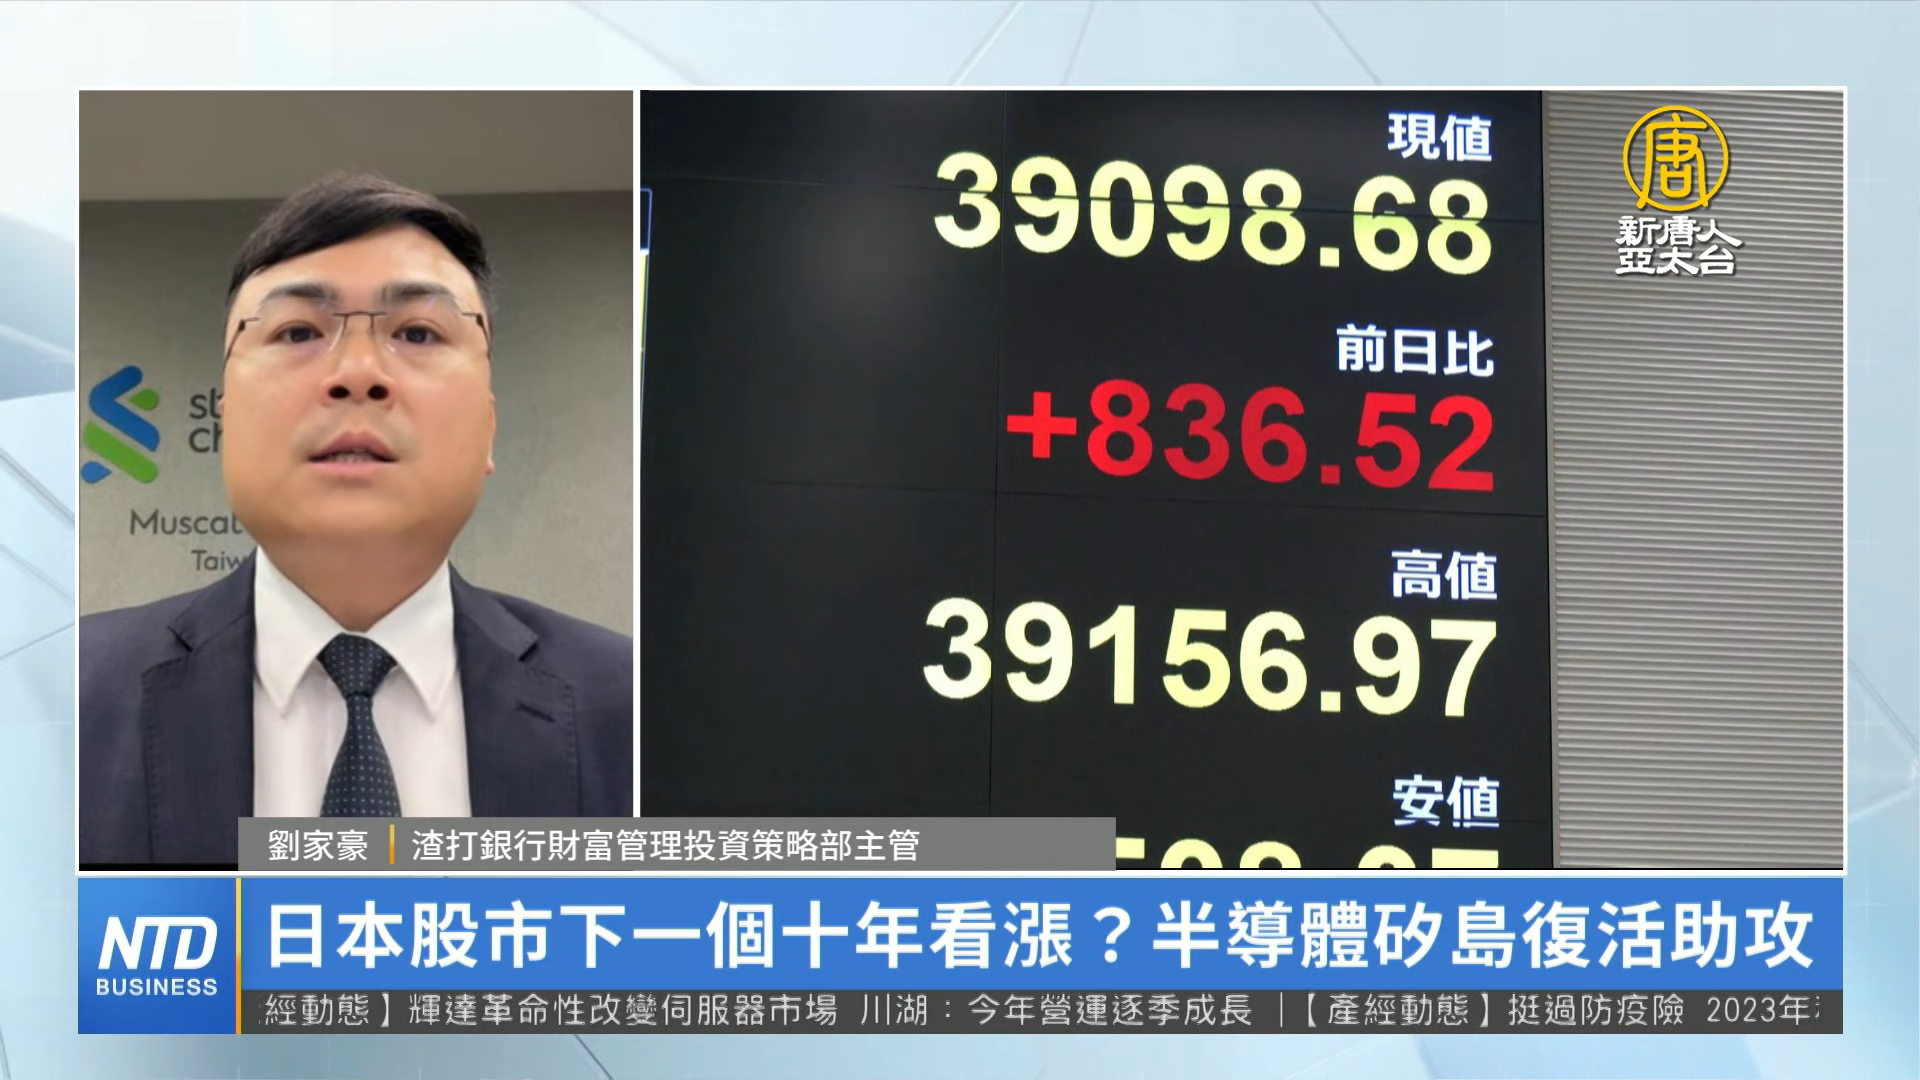 現値
39098.68
前日比
+836.52
高値
39156.97
安値
唐
新唐人
亞太台
Muscat
Taiw
劉家豪 | 渣打銀行財富管理投資策略部主管
NTD
BUSINESS
日本股市下一個十年看漲？半導體矽島復活助攻
經動態】輝達革命性改變伺服器市場 川湖：今年營運逐季成長 |【產經動態】挺過防疫險 2023年